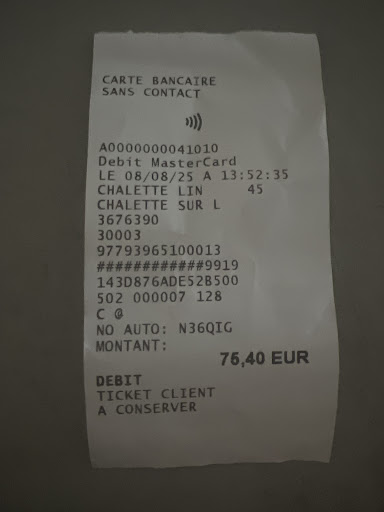 CARTE BANCAIRE
SANS CONTACT
A0000000041010
Debit MasterCard
LE 08/08/25 A 13:52:35
CHALETTE LIN 45
CHALETTE SUR L
3676390
30003
97793965100013
############9919
143D876ADE52B500
502 000007 128
C @
NO AUTO: N36QIG
MONTANT:
75,40 EUR
DEBIT
TICKET CLIENT
A CONSERVER